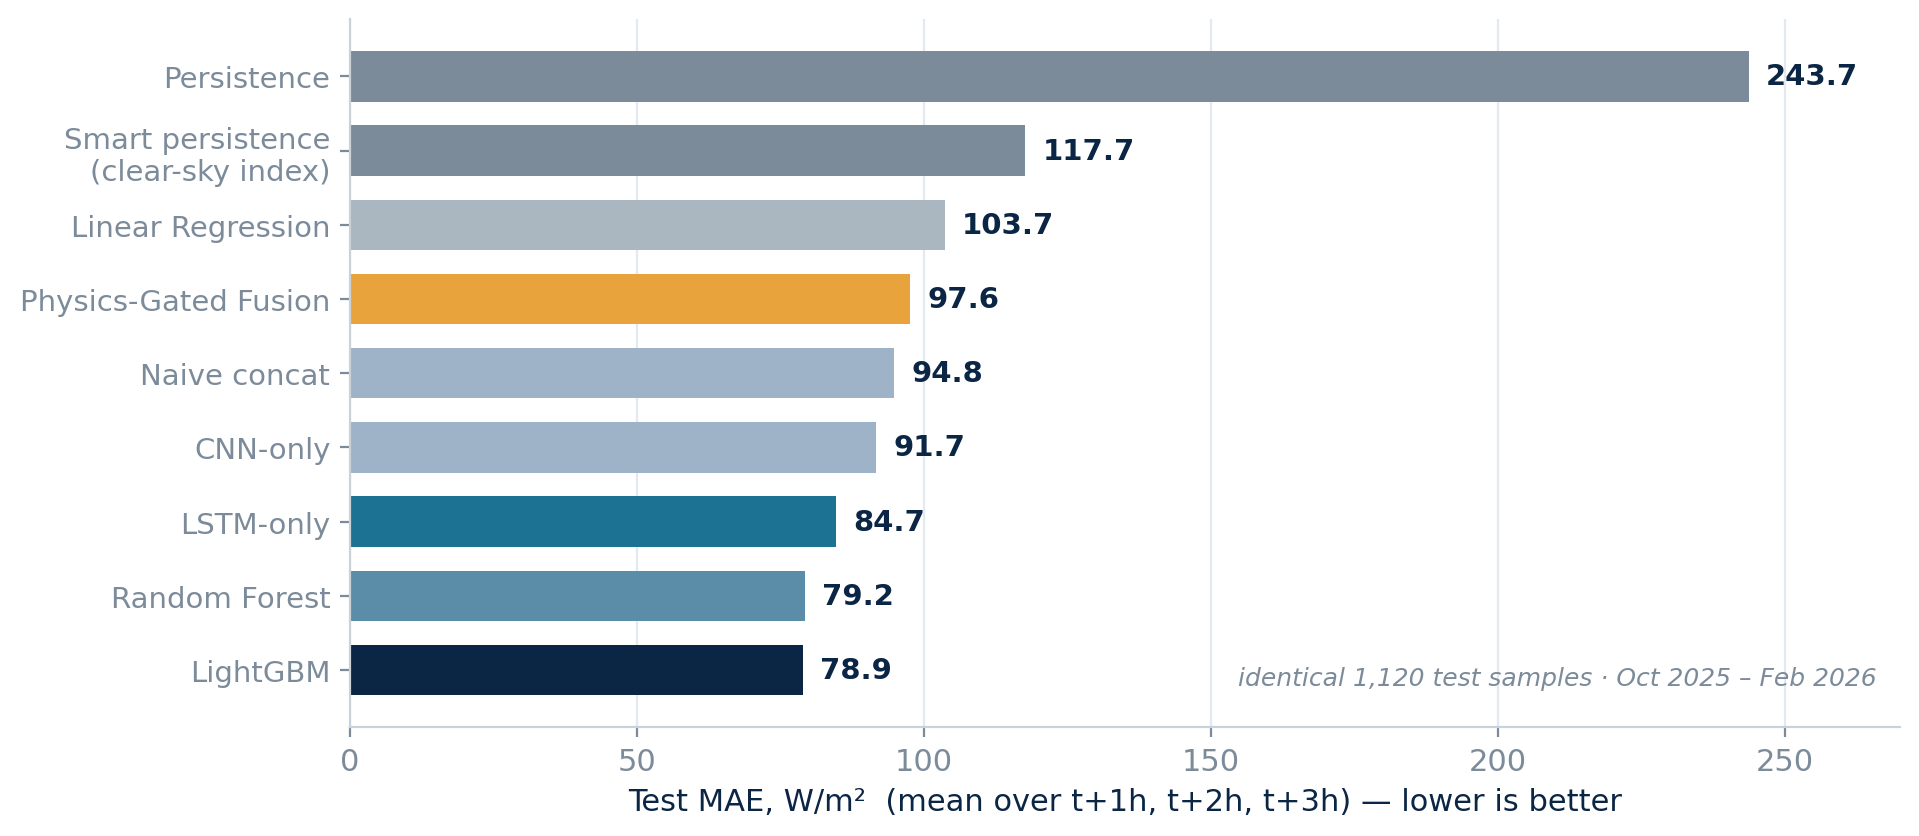 Persistence
243.7
Smart persistence
(clear-sky index)
117.7
Linear Regression
103.7
Physics-Gated Fusion
97.6
Naive concat
94.8
CNN-only
91.7
LSTM-only
84.7
Random Forest
79.2
LightGBM
78.9
identical 1,120 test samples · Oct 2025 – Feb 2026
0 50 100 150 200 250
Test MAE, W/m² (mean over t+1h, t+2h, t+3h) — lower is better